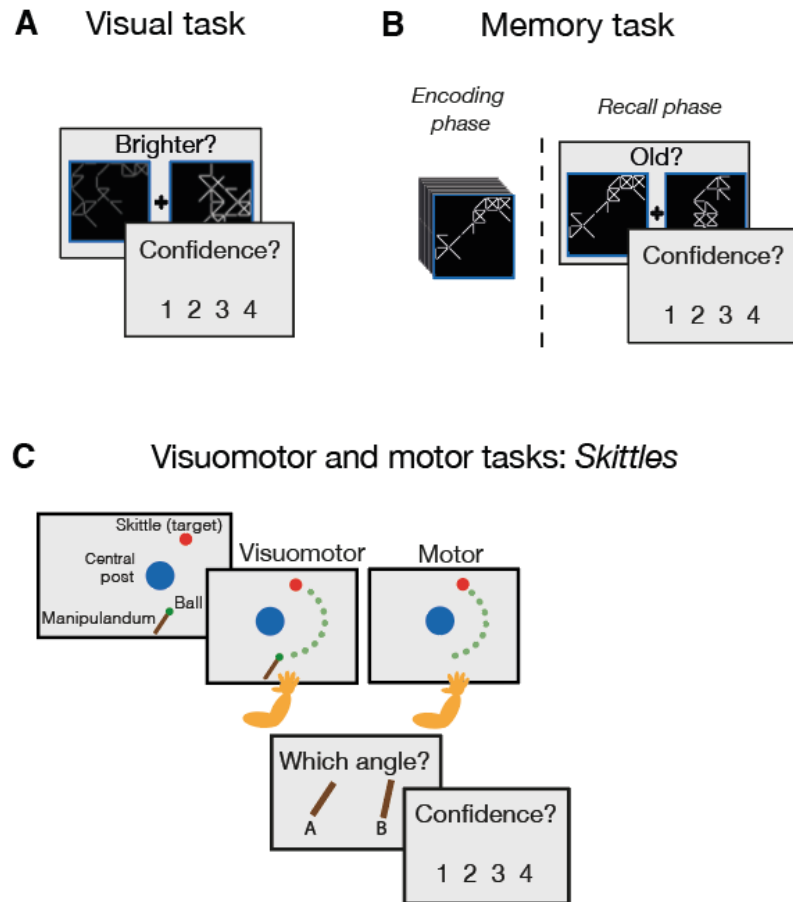 A Visual task
Brighter?
Confidence?
1 2 3 4
B Memory task
Encoding
phase
Recall phase
Old?
Confidence?
1 2 3 4
C Visuomotor and motor tasks: Skittles
Skittle (target)
Central
post
Ball
Manipulandum
Visuomotor
Motor
Which angle?
A B
Confidence?
1 2 3 4